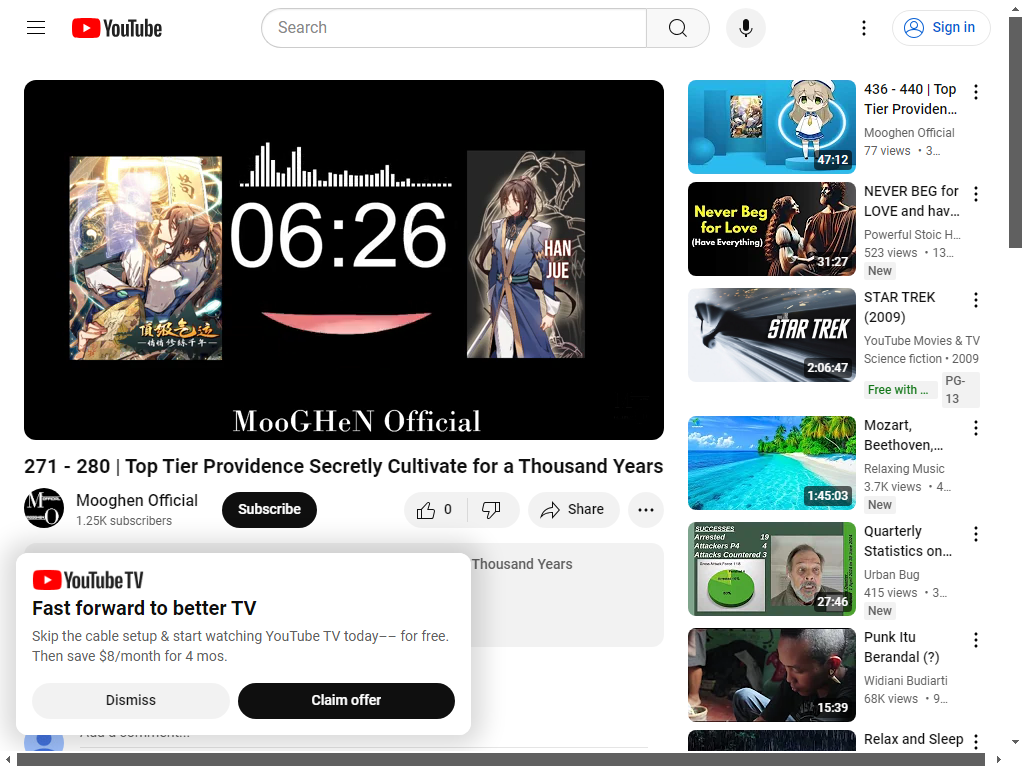 YouTube
Search
Sign in
06:26
HAN
JUE
頂級气运
悄悄修练千年
MooGHeN Official
271 - 280 | Top Tier Providence Secretly Cultivate for a Thousand Years
Mooghen Official
1.25K subscribers
Subscribe
0
Share
Thousand Years
YouTube TV
Fast forward to better TV
Skip the cable setup & start watching YouTube TV today–– for free.
Then save $8/month for 4 mos.
Dismiss
Claim offer
Add a comment...
47:12
436 - 440 | Top
Tier Providen...
Mooghen Official
77 views • 3...
Never Beg
for Love
(Have Everything)
31:27
NEVER BEG for
LOVE and hav...
Powerful Stoic H...
523 views • 13...
New
STAR TREK
2:06:47
STAR TREK
(2009)
YouTube Movies & TV
Science fiction • 2009
Free with ...
PG-
13
1:45:03
Mozart,
Beethoven,...
Relaxing Music
3.7K views • 4...
New
SUCCESSES
Arrested 19
Attackers P4 4
Attacks Countered 3
27:46
Quarterly
Statistics on...
Urban Bug
415 views • 3...
New
15:39
Punk Itu
Berandal (?)
Widiani Budiarti
68K views • 9...
Relax and Sleep